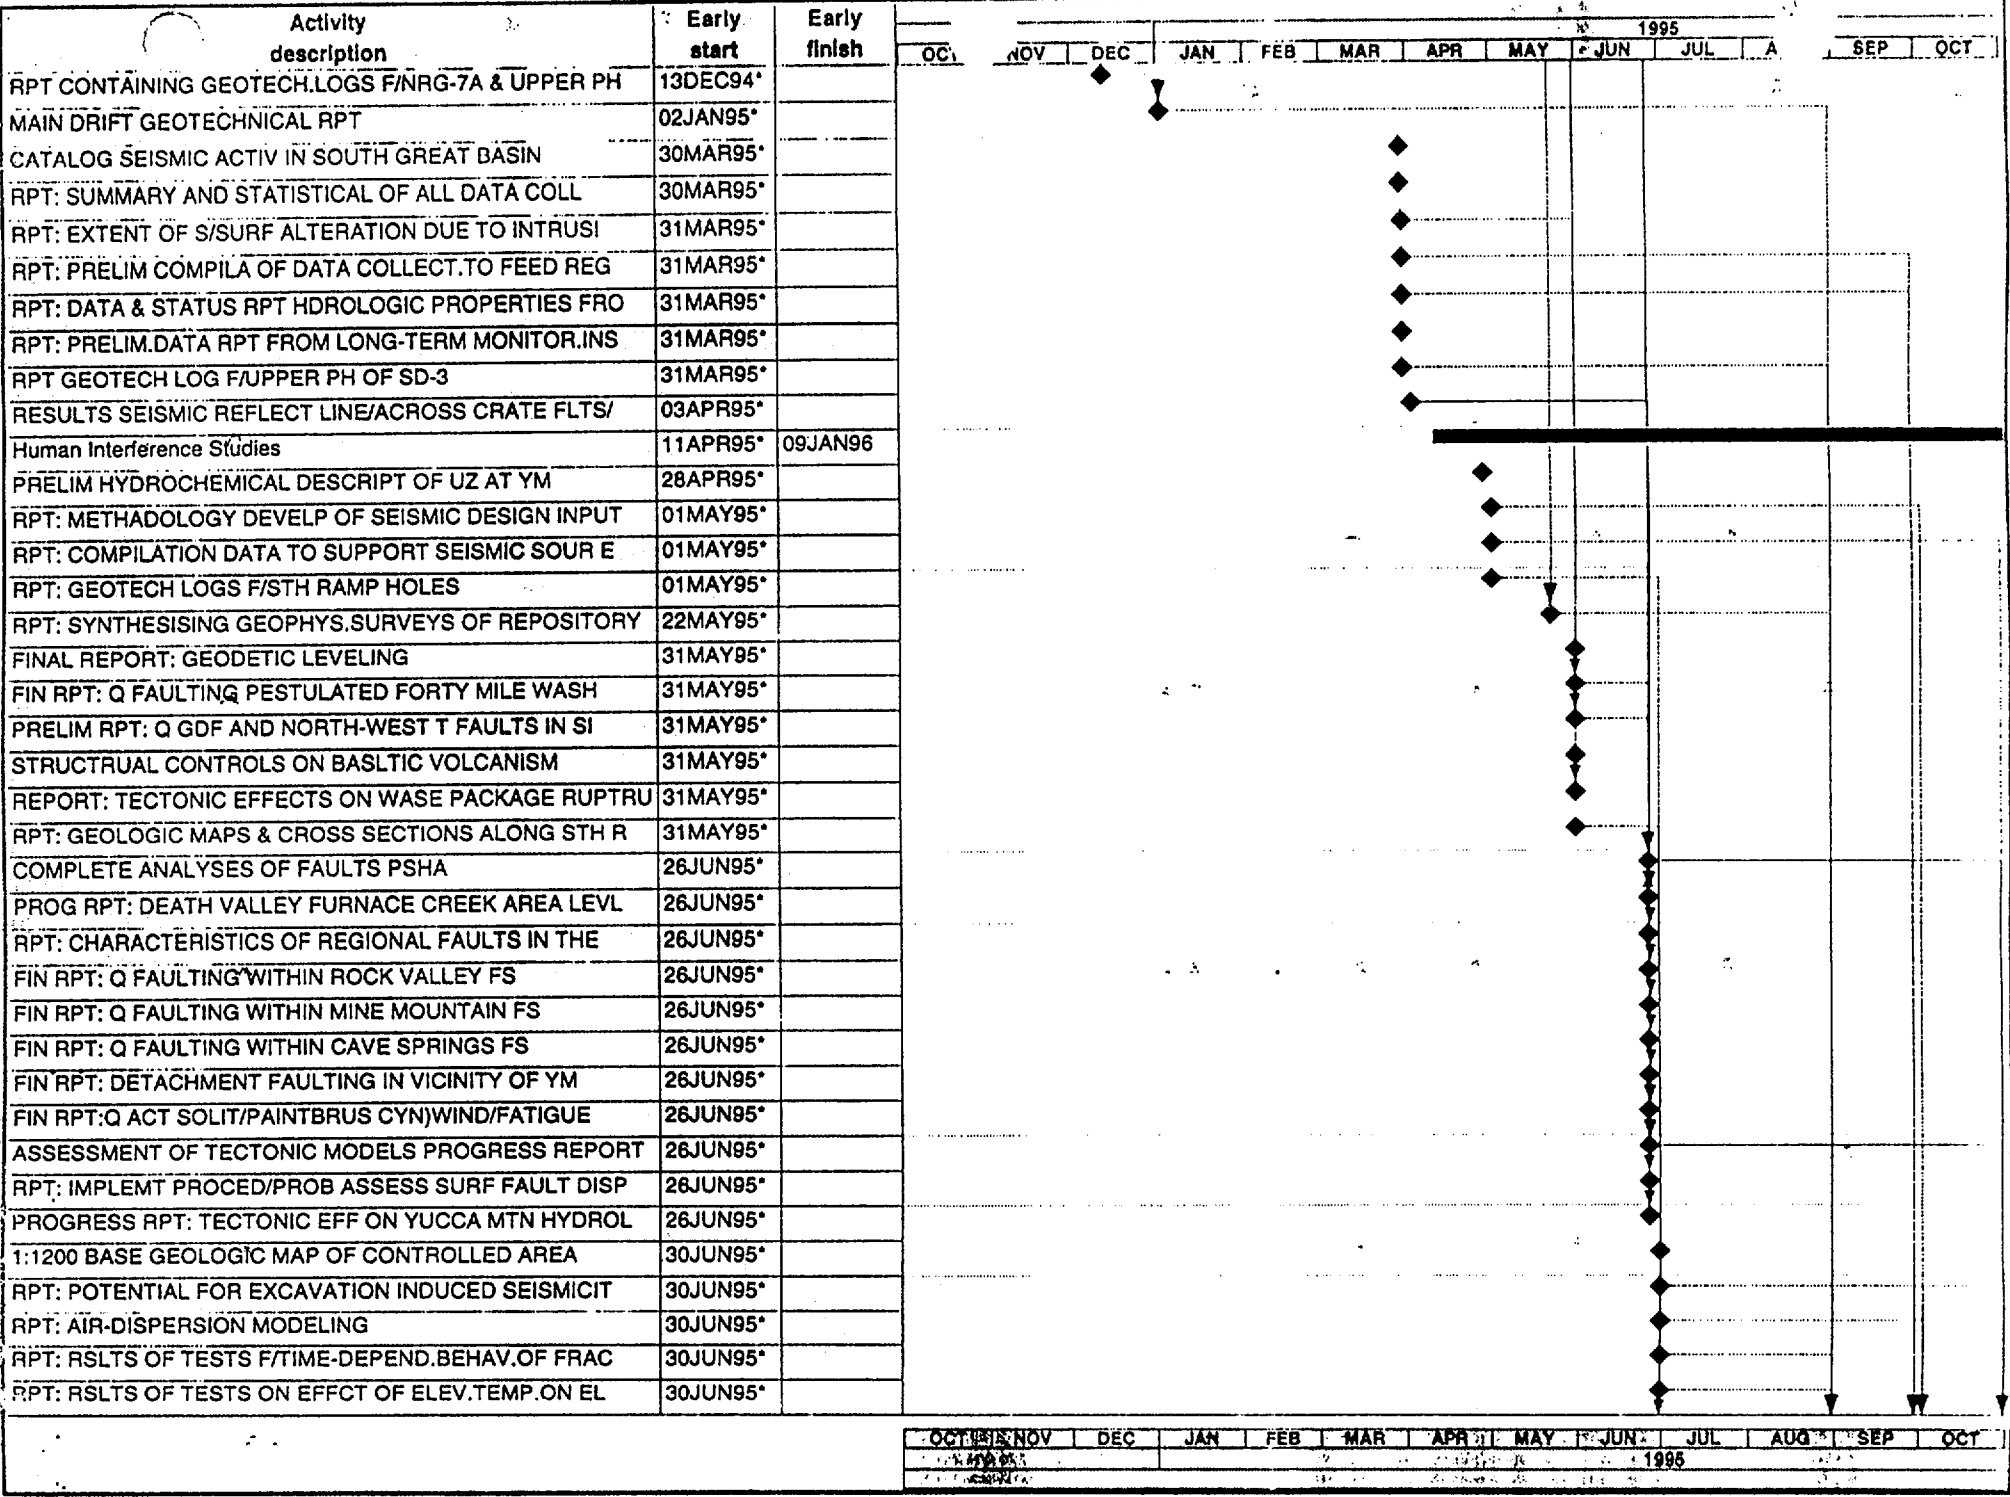 Activity description
Early start
Early finish
1995
NOV DEC JAN FEB MAR APR MAY JUN JUL A SEP OCT
RPT CONTAINING GEOTECH.LOGS F/NRG-7A & UPPER PH 13DEC94*
MAIN DRIFT GEOTECHNICAL RPT 02JAN95*
CATALOG SEISMIC ACTIV IN SOUTH GREAT BASIN 30MAR95*
RPT: SUMMARY AND STATISTICAL OF ALL DATA COLL 30MAR95*
RPT: EXTENT OF S/SURF ALTERATION DUE TO INTRUSI 31MAR95*
RPT: PRELIM COMPILA OF DATA COLLECT.TO FEED REG 31MAR95*
RPT: DATA & STATUS RPT HDROLOGIC PROPERTIES FRO 31MAR95*
RPT: PRELIM.DATA RPT FROM LONG-TERM MONITOR.INS 31MAR95*
RPT GEOTECH LOG F/UPPER PH OF SD-3 31MAR95*
RESULTS SEISMIC REFLECT LINE/ACROSS CRATE FLTS/ 03APR95*
Human Interference Studies 11APR95* 09JAN96
PRELIM HYDROCHEMICAL DESCRIPT OF UZ AT YM 28APR95*
RPT: METHADOLOGY DEVELP OF SEISMIC DESIGN INPUT 01MAY95*
RPT: COMPILATION DATA TO SUPPORT SEISMIC SOUR E 01MAY95*
RPT: GEOTECH LOGS F/STH RAMP HOLES 01MAY95*
RPT: SYNTHESISING GEOPHYS.SURVEYS OF REPOSITORY 22MAY95*
FINAL REPORT: GEODETIC LEVELING 31MAY95*
FIN RPT: Q FAULTING PESTULATED FORTY MILE WASH 31MAY95*
PRELIM RPT: Q GDF AND NORTH-WEST T FAULTS IN SI 31MAY95*
STRUCTRUAL CONTROLS ON BASLTIC VOLCANISM 31MAY95*
REPORT: TECTONIC EFFECTS ON WASE PACKAGE RUPTRU 31MAY95*
RPT: GEOLOGIC MAPS & CROSS SECTIONS ALONG STH R 31MAY95*
COMPLETE ANALYSES OF FAULTS PSHA 26JUN95*
PROG RPT: DEATH VALLEY FURNACE CREEK AREA LEVL 26JUN95*
RPT: CHARACTERISTICS OF REGIONAL FAULTS IN THE 26JUN95*
FIN RPT: Q FAULTING WITHIN ROCK VALLEY FS 26JUN95*
FIN RPT: Q FAULTING WITHIN MINE MOUNTAIN FS 26JUN95*
FIN RPT: Q FAULTING WITHIN CAVE SPRINGS FS 26JUN95*
FIN RPT: DETACHMENT FAULTING IN VICINITY OF YM 26JUN95*
FIN RPT:Q ACT SOLIT/PAINTBRUS CYN)WIND/FATIGUE 26JUN95*
ASSESSMENT OF TECTONIC MODELS PROGRESS REPORT 26JUN95*
RPT: IMPLEMT PROCED/PROB ASSESS SURF FAULT DISP 26JUN95*
PROGRESS RPT: TECTONIC EFF ON YUCCA MTN HYDROL 26JUN95*
1:1200 BASE GEOLOGIC MAP OF CONTROLLED AREA 30JUN95*
RPT: POTENTIAL FOR EXCAVATION INDUCED SEISMICIT 30JUN95*
RPT: AIR-DISPERSION MODELING 30JUN95*
RPT: RSLTS OF TESTS F/TIME-DEPEND.BEHAV.OF FRAC 30JUN95*
RPT: RSLTS OF TESTS ON EFFCT OF ELEV.TEMP.ON EL 30JUN95*
OCT NOV DEC JAN FEB MAR APR MAY JUN JUL AUG SEP OCT
1995